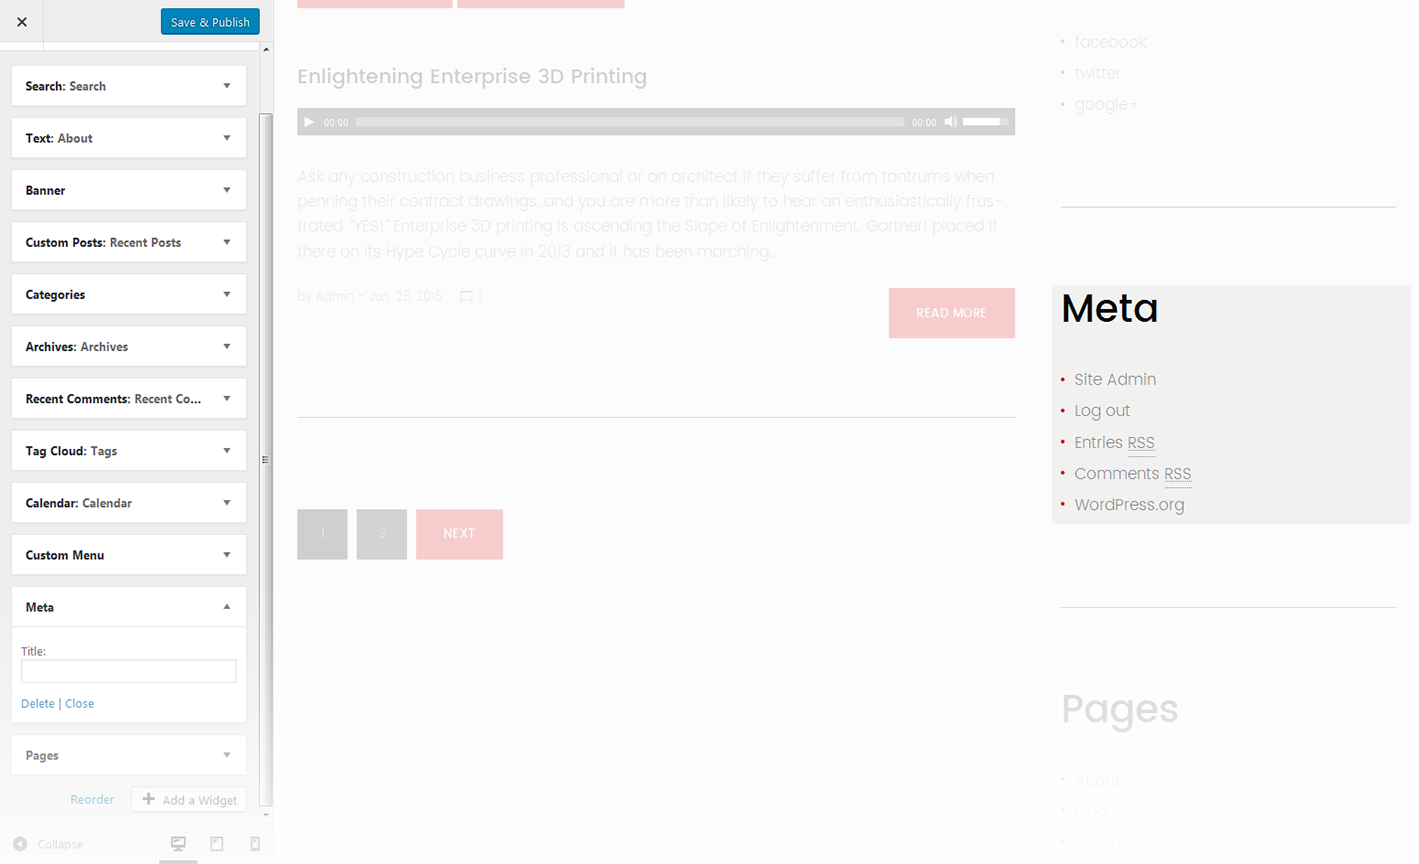 Save & Publish
Search: Search
Text: About
Banner
Custom Posts: Recent Posts
Categories
Archives: Archives
Recent Comments: Recent Co...
Tag Cloud: Tags
Calendar: Calendar
Custom Menu
Meta
Title:
Delete | Close
Pages
Reorder
Add a Widget
Collapse
Enlightening Enterprise 3D Printing
00:00
00:00
Ask any construction business professional or an architect if they suffer from tantrums when
penning their contract drawings, and you are more than likely to hear an enthusiastically frus-
trated, "YES!" Enterprise 3D printing is ascending the Slope of Enlightenment. Gartner1 placed it
there on its Hype Cycle curve in 2013 and it has been marching...
by Admin - Jun. 25, 2016 1
READ MORE
1
2
NEXT
facebook
twitter
google+
Meta
Site Admin
Log out
Entries RSS
Comments RSS
WordPress.org
Pages
About
Blog
Contacts